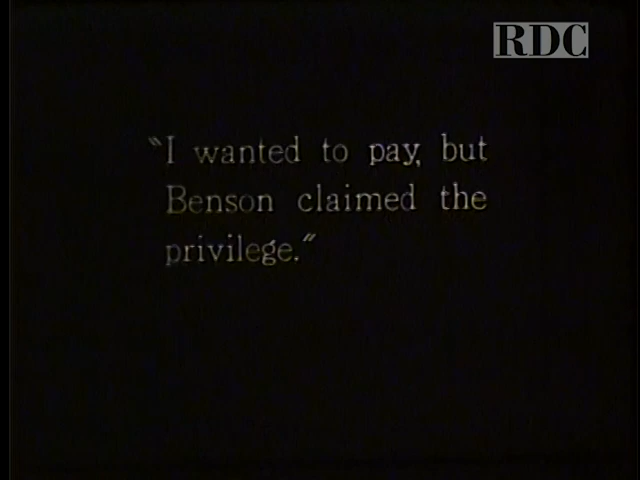 RDC
"I wanted to pay, but
Benson claimed the
privilege."